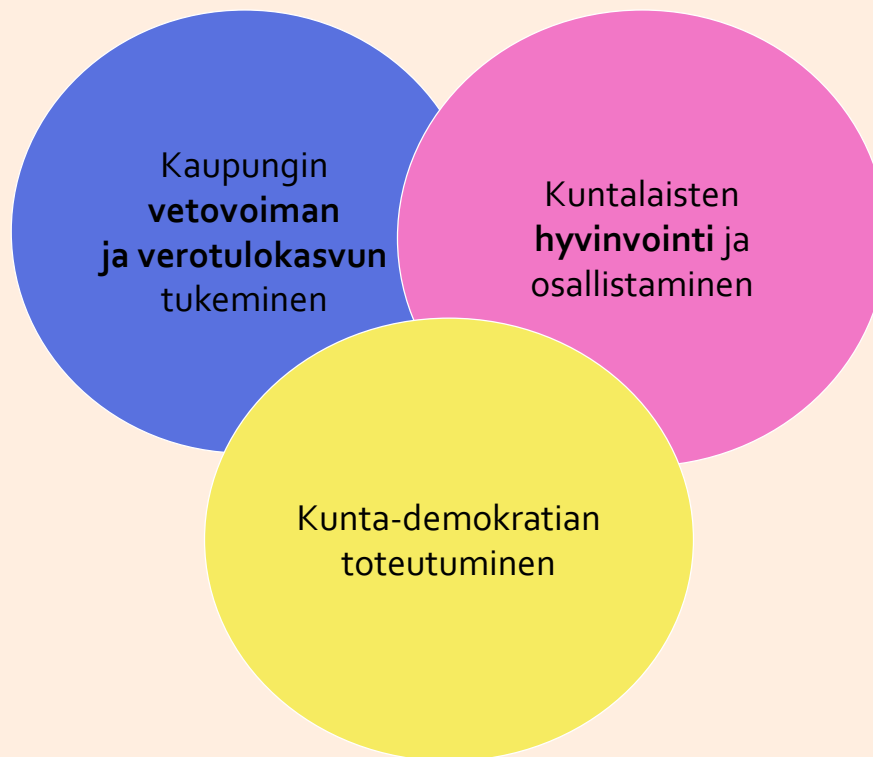 Kaupungin
vetovoiman
ja verotulokasvun
tukeminen
Kuntalaisten
hyvinvointi ja
osallistaminen
Kunta-demokratian
toteutuminen